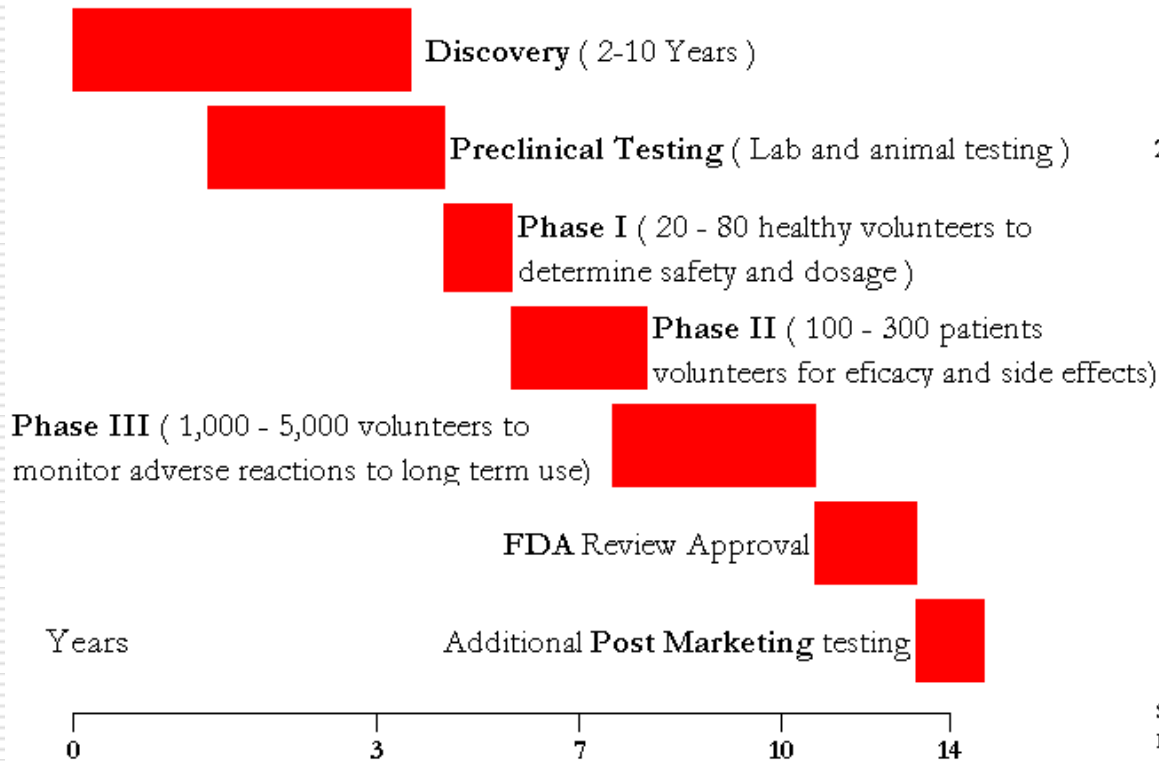 Discovery ( 2-10 Years )
Preclinical Testing ( Lab and animal testing )
Phase I ( 20 - 80 healthy volunteers to
determine safety and dosage )
Phase II ( 100 - 300 patients
volunteers for eficacy and side effects)
Phase III ( 1,000 - 5,000 volunteers to
monitor adverse reactions to long term use)
FDA Review Approval
Years
Additional Post Marketing testing
0 3 7 10 14